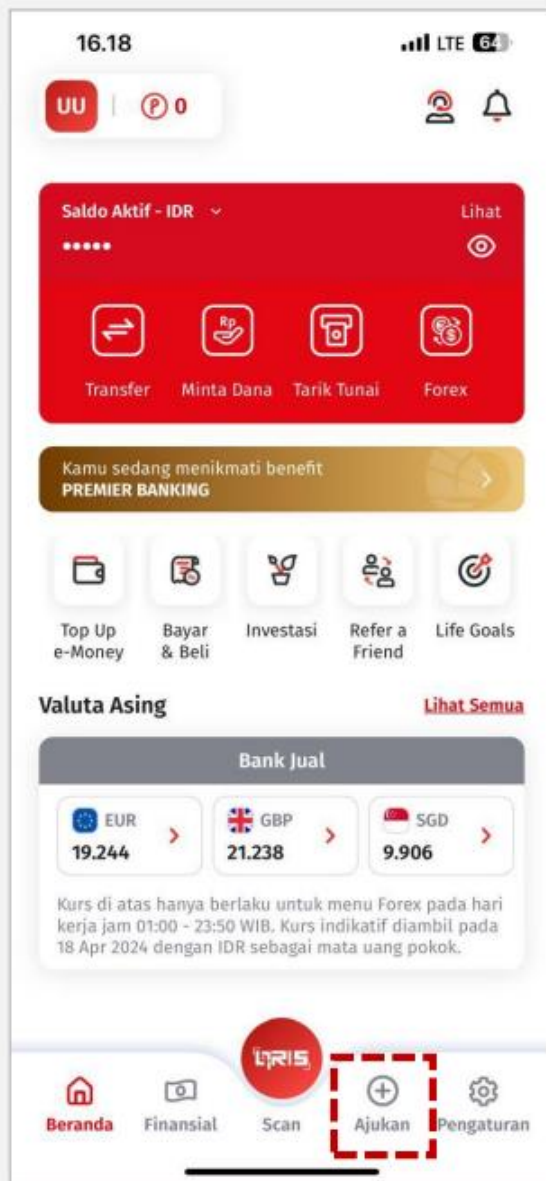 16.18
LTE 64
UU
0
Saldo Aktif - IDR
Lihat
•••••
Rp
Transfer
Minta Dana
Tarik Tunai
Forex
Kamu sedang menikmati benefit
PREMIER BANKING
Top Up
e-Money
Bayar
& Beli
Investasi
Refer a
Friend
Life Goals
Valuta Asing
Lihat Semua
Bank Jual
EUR
19.244
GBP
21.238
SGD
9.906
Kurs di atas hanya berlaku untuk menu Forex pada hari
kerja jam 01:00 - 23:50 WIB. Kurs indikatif diambil pada
18 Apr 2024 dengan IDR sebagai mata uang pokok.
QRIS
Beranda
Finansial
Scan
Ajukan
Pengaturan